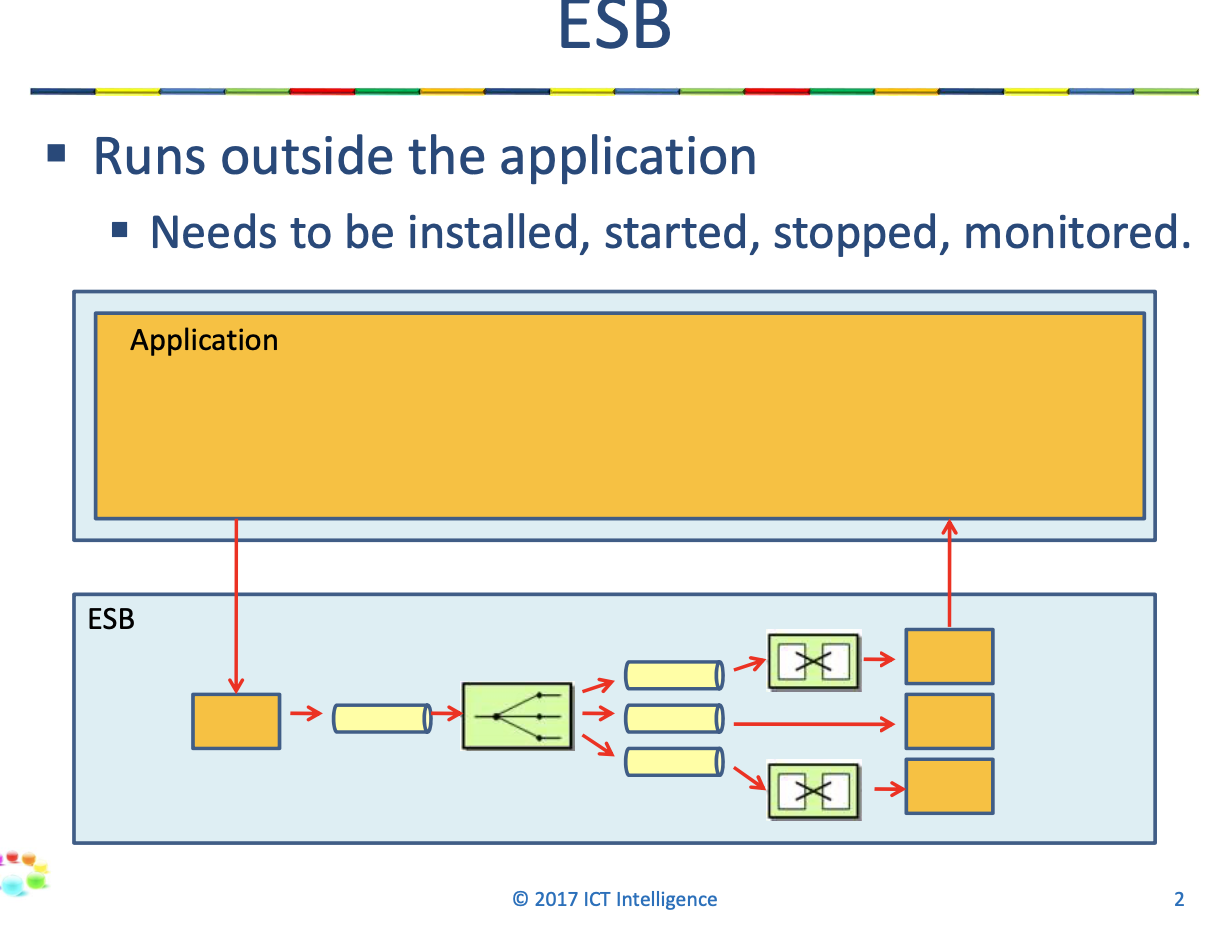 ESB
Runs outside the application
Needs to be installed, started, stopped, monitored.
Application
ESB
© 2017 ICT Intelligence
2